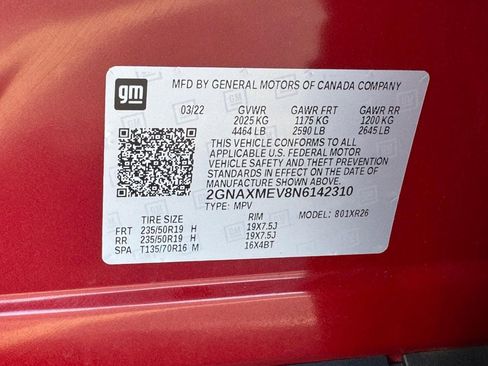 gm
MFD BY GENERAL MOTORS OF CANADA COMPANY
03/22 GVWR GAWR FRT GAWR RR
2025 KG 1175 KG 1200 KG
4464 LB 2590 LB 2645 LB
THIS VEHICLE CONFORMS TO ALL
APPLICABLE U.S. FEDERAL MOTOR
VEHICLE SAFETY AND THEFT PREVENTION
STANDARDS IN EFFECT ON THE DATE
OF MANUFACTURE SHOWN ABOVE.
2GNAXMEV8N6142310
TYPE: MPV MODEL: 801XR26
TIRE SIZE RIM
FRT 235/50R19 H 19X7.5J
RR 235/50R19 H 19X7.5J
SPA T135/70R16 M 16X4BT